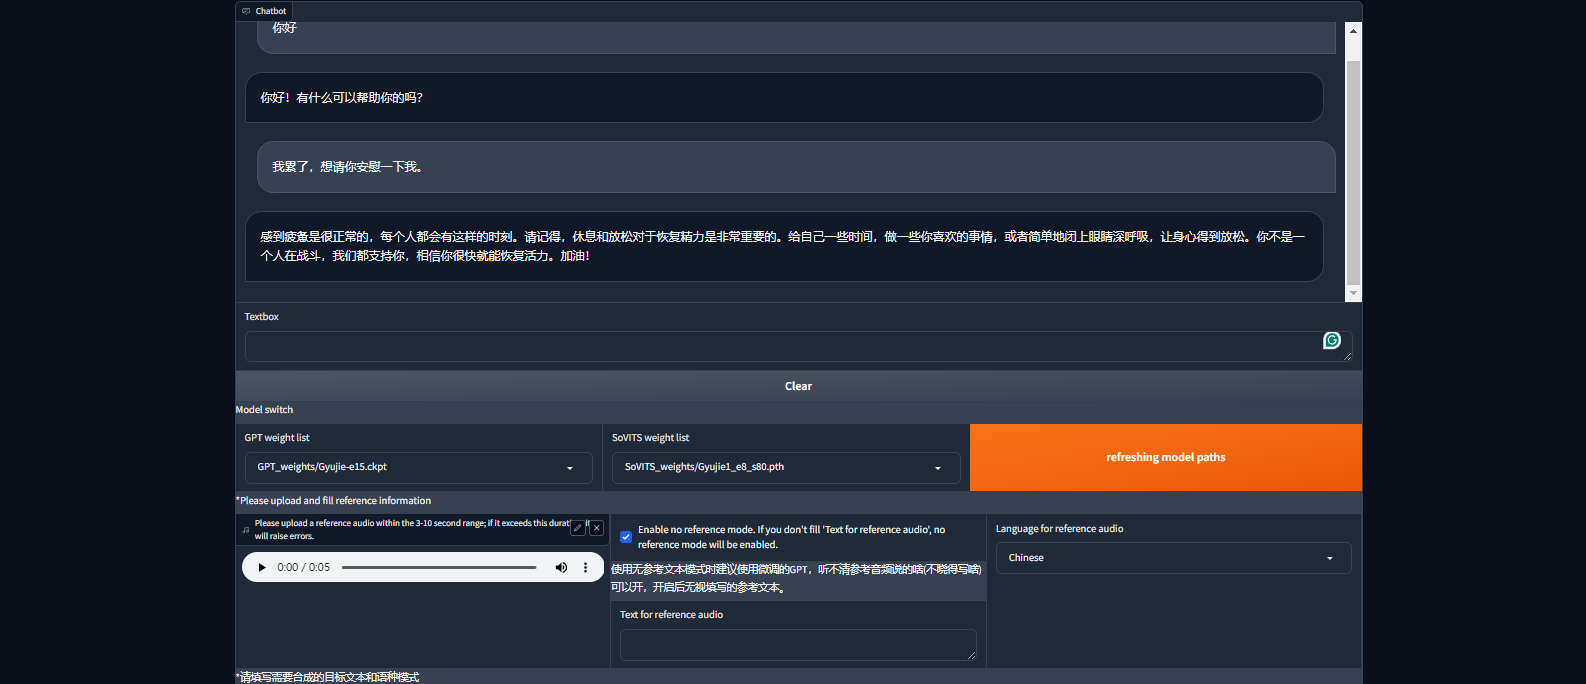 Chatbot
你好
你好！有什么可以帮助你的吗？
我累了，想请你安慰一下我。
感到疲惫是很正常的，每个人都会有这样的时刻。请记得，休息和放松对于恢复精力是非常重要的。给自己一些时间，做一些你喜欢的事情，或者简单地闭上眼睛深呼吸，让身心得到放松。你不是一
个人在战斗，我们都支持你，相信你很快就能恢复活力。加油！
Textbox
Clear
Model switch
GPT weight list
SoVITS weight list
GPT_weights/Gyujie-e15.ckpt
SoVITS_weights/Gyujie1_e8_s80.pth
refreshing model paths
*Please upload and fill reference information
Please upload a reference audio within the 3-10 second range; if it exceeds this it
will raise errors.
0:00 / 0:05
Enable no reference mode. If you don't fill 'Text for reference audio', no
reference mode will be enabled.
使用无参考文本模式时建议使用微调的GPT，听不清参考音频说的啥(不晓得写啥)
可以开，开启后无视填写的参考文本。
Text for reference audio
Language for reference audio
Chinese
*请填写需要合成的目标文本和语种模式